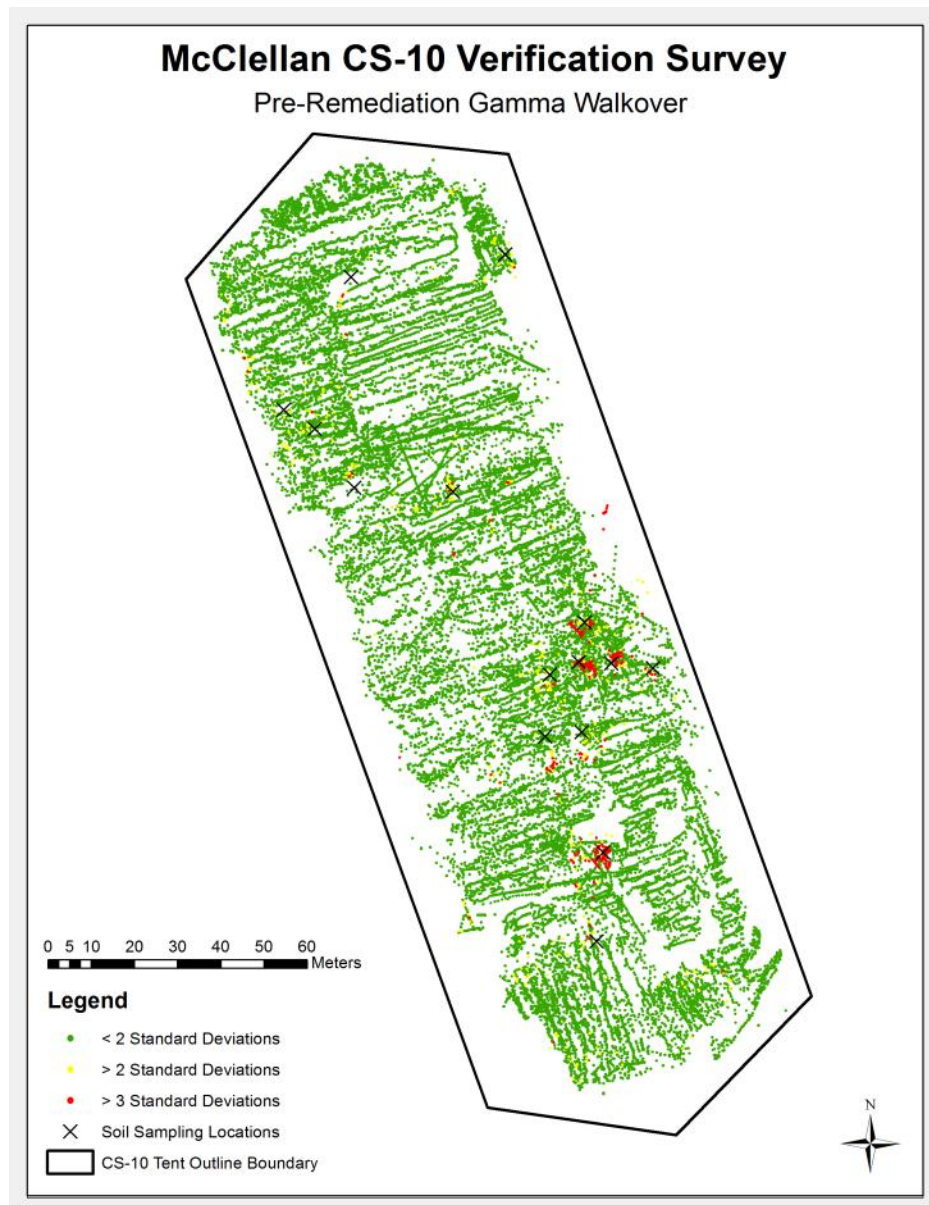 McClellan CS-10 Verification Survey
Pre-Remediation Gamma Walkover
0 5 10 20 30 40 50 60
Meters
Legend
< 2 Standard Deviations
> 2 Standard Deviations
> 3 Standard Deviations
Soil Sampling Locations
CS-10 Tent Outline Boundary
N